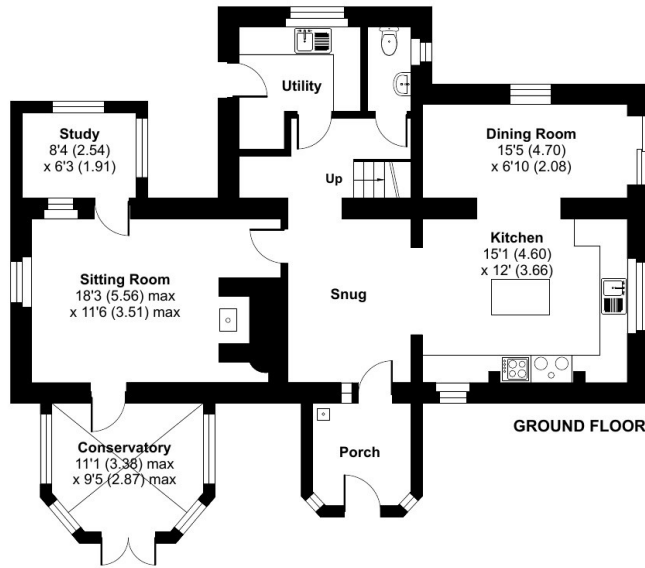 Utility
Study
8'4 (2.54)
x 6'3 (1.91)
Dining Room
15'5 (4.70)
x 6'10 (2.08)
Up
Kitchen
15'1 (4.60)
x 12' (3.66)
Sitting Room
18'3 (5.56) max
x 11'6 (3.51) max
Snug
GROUND FLOOR
Conservatory
11'1 (3.38) max
x 9'5 (2.87) max
Porch